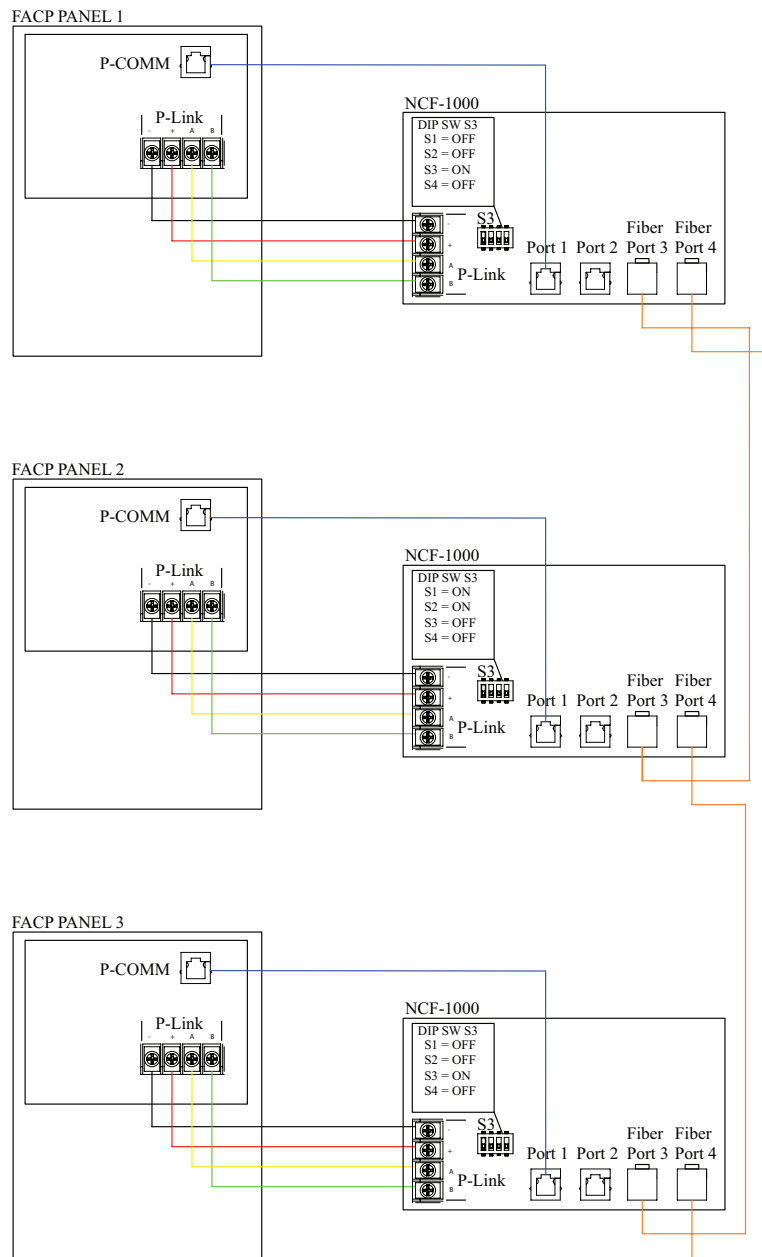 FACP PANEL 1
P-COMM
P-Link
- + A B
NCF-1000
DIP SW S3
S1 = OFF
S2 = OFF
S3 = ON
S4 = OFF
S3
-
+
A
B
P-Link
Port 1
Port 2
Fiber
Port 3
Fiber
Port 4
FACP PANEL 2
P-COMM
P-Link
- + A B
NCF-1000
DIP SW S3
S1 = ON
S2 = ON
S3 = OFF
S4 = OFF
S3
-
+
A
B
P-Link
Port 1
Port 2
Fiber
Port 3
Fiber
Port 4
FACP PANEL 3
P-COMM
P-Link
- + A B
NCF-1000
DIP SW S3
S1 = OFF
S2 = OFF
S3 = ON
S4 = OFF
S3
-
+
A
B
P-Link
Port 1
Port 2
Fiber
Port 3
Fiber
Port 4